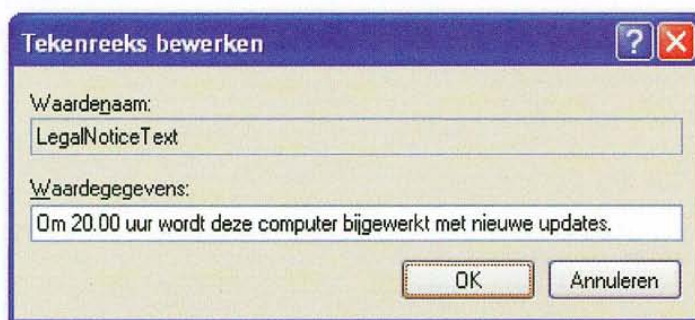 Tekenreeks bewerken
Waardenaam:
LegalNoticeText
Waardegegevens:
Om 20.00 uur wordt deze computer bijgewerkt met nieuwe updates.
OK
Annuleren